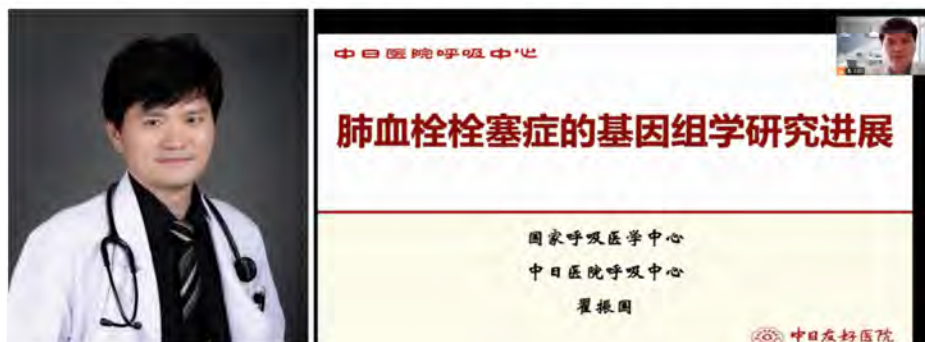 中日医院呼吸中心
肺血栓栓塞症的基因组学研究进展
国家呼吸医学中心
中日医院呼吸中心
翟振国
中日友好医院